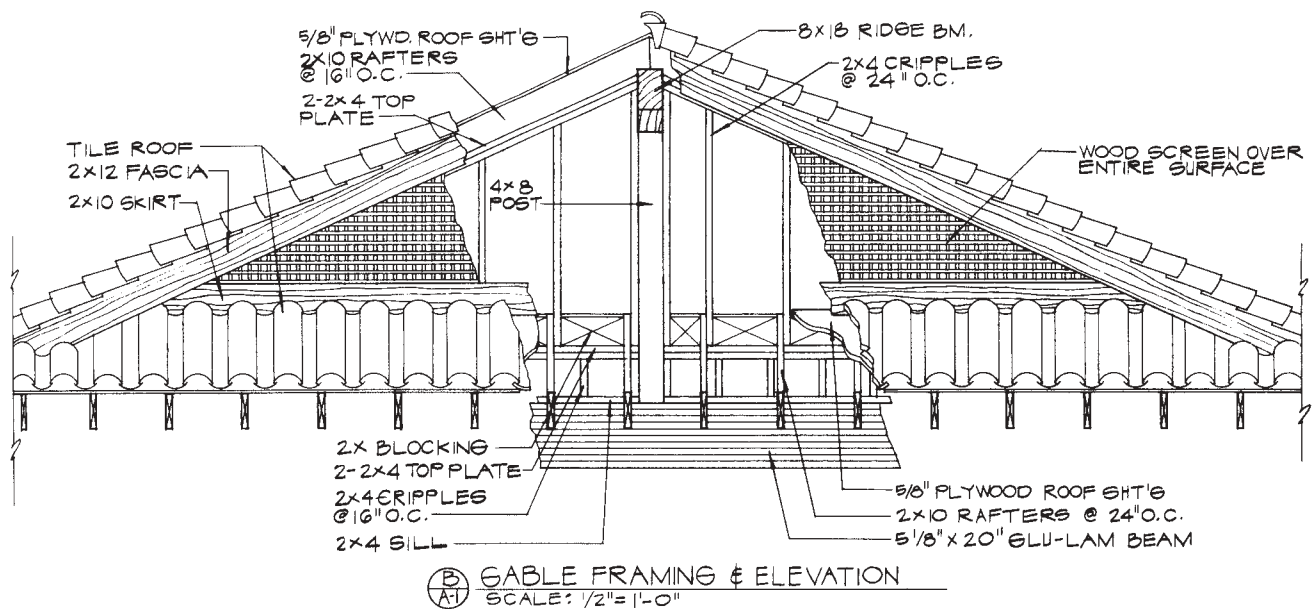 5/8" PLYWD. ROOF SHT'G
2X10 RAFTERS
@ 16" O.C.
2-2X4 TOP
PLATE
TILE ROOF
2X12 FASCIA
2X10 SKIRT
4X8
POST
8X18 RIDGE BM.
2X4 CRIPPLES
@ 24" O.C.
WOOD SCREEN OVER
ENTIRE SURFACE
2X BLOCKING
2-2X4 TOP PLATE
2X4 CRIPPLES
@ 16" O.C.
2X4 SILL
5/8" PLYWOOD ROOF SHT'G
2X10 RAFTERS @ 24" O.C.
5 1/8" X 20" GLU-LAM BEAM
B
A-1
GABLE FRAMING & ELEVATION
SCALE: 1/2" = 1'-0"